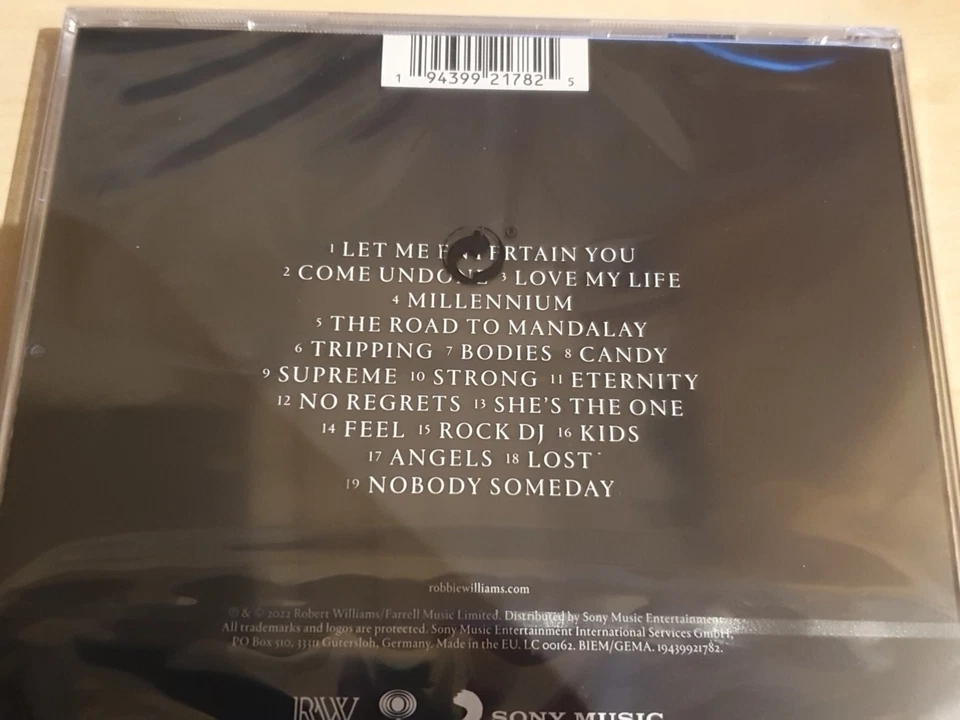 1 94399 21782 5
®
1 LET ME ENTERTAIN YOU
2 COME UNDONE 3 LOVE MY LIFE
4 MILLENNIUM
5 THE ROAD TO MANDALAY
6 TRIPPING 7 BODIES 8 CANDY
9 SUPREME 10 STRONG 11 ETERNITY
12 NO REGRETS 13 SHE'S THE ONE
14 FEEL 15 ROCK DJ 16 KIDS
17 ANGELS 18 LOST
19 NOBODY SOMEDAY
robbiewilliams.com
℗ & © 2022 Robert Williams/Farrell Music Limited. Distributed by Sony Music Entertainment.
All trademarks and logos are protected. Sony Music Entertainment International Services GmbH,
PO Box 510, 33311 Gütersloh, Germany. Made in the EU. LC 00162. BIEM/GEMA. 19439921782.
RW SONY MUSIC